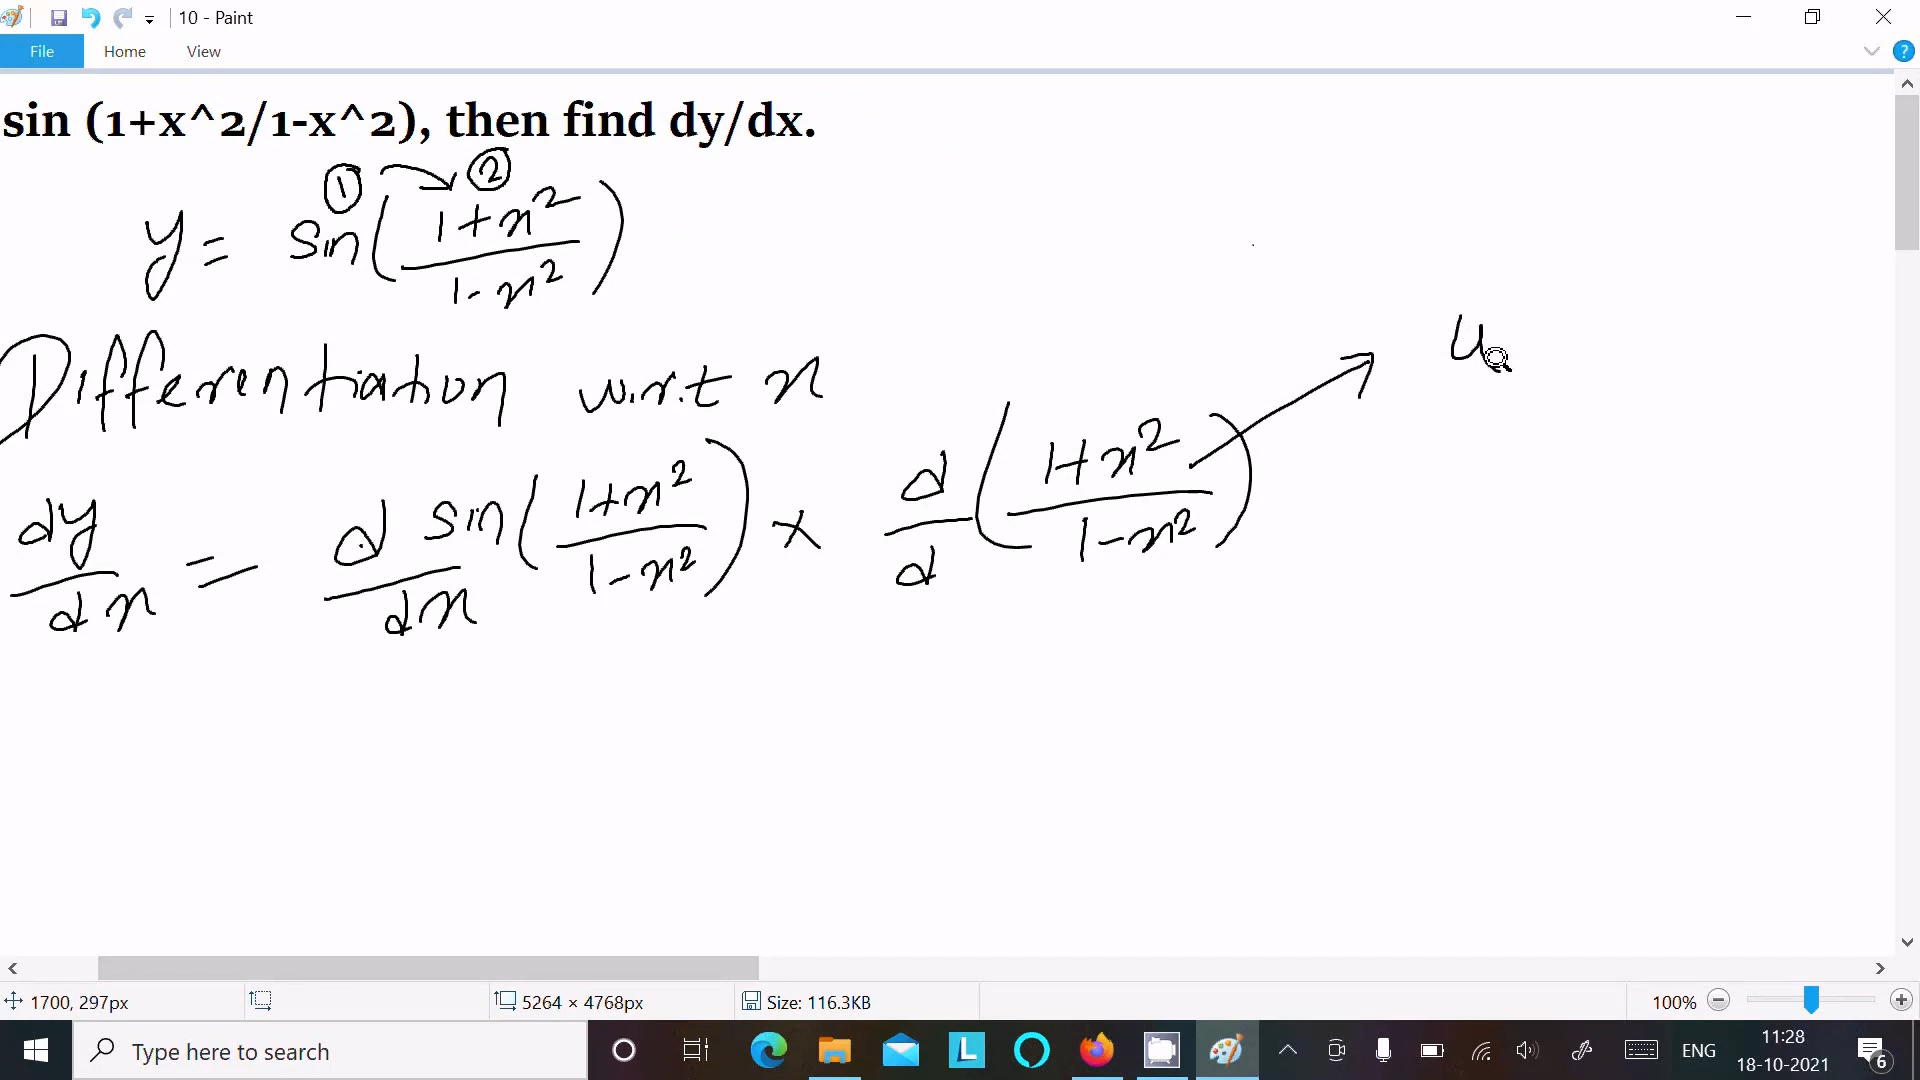 10 - Paint
File Home View
sin (1+x^2/1-x^2), then find dy/dx.
① ②
y = sin((1+x²)/(1-x²))
Differentiation w.r.t x
dy/dx = d/dx sin((1+x²)/(1-x²)) × d/d((1+x²)/(1-x²)) → u
1700, 297px 5264 × 4768px Size: 116.3KB 100%
Type here to search L ENG 11:28
18-10-2021 6